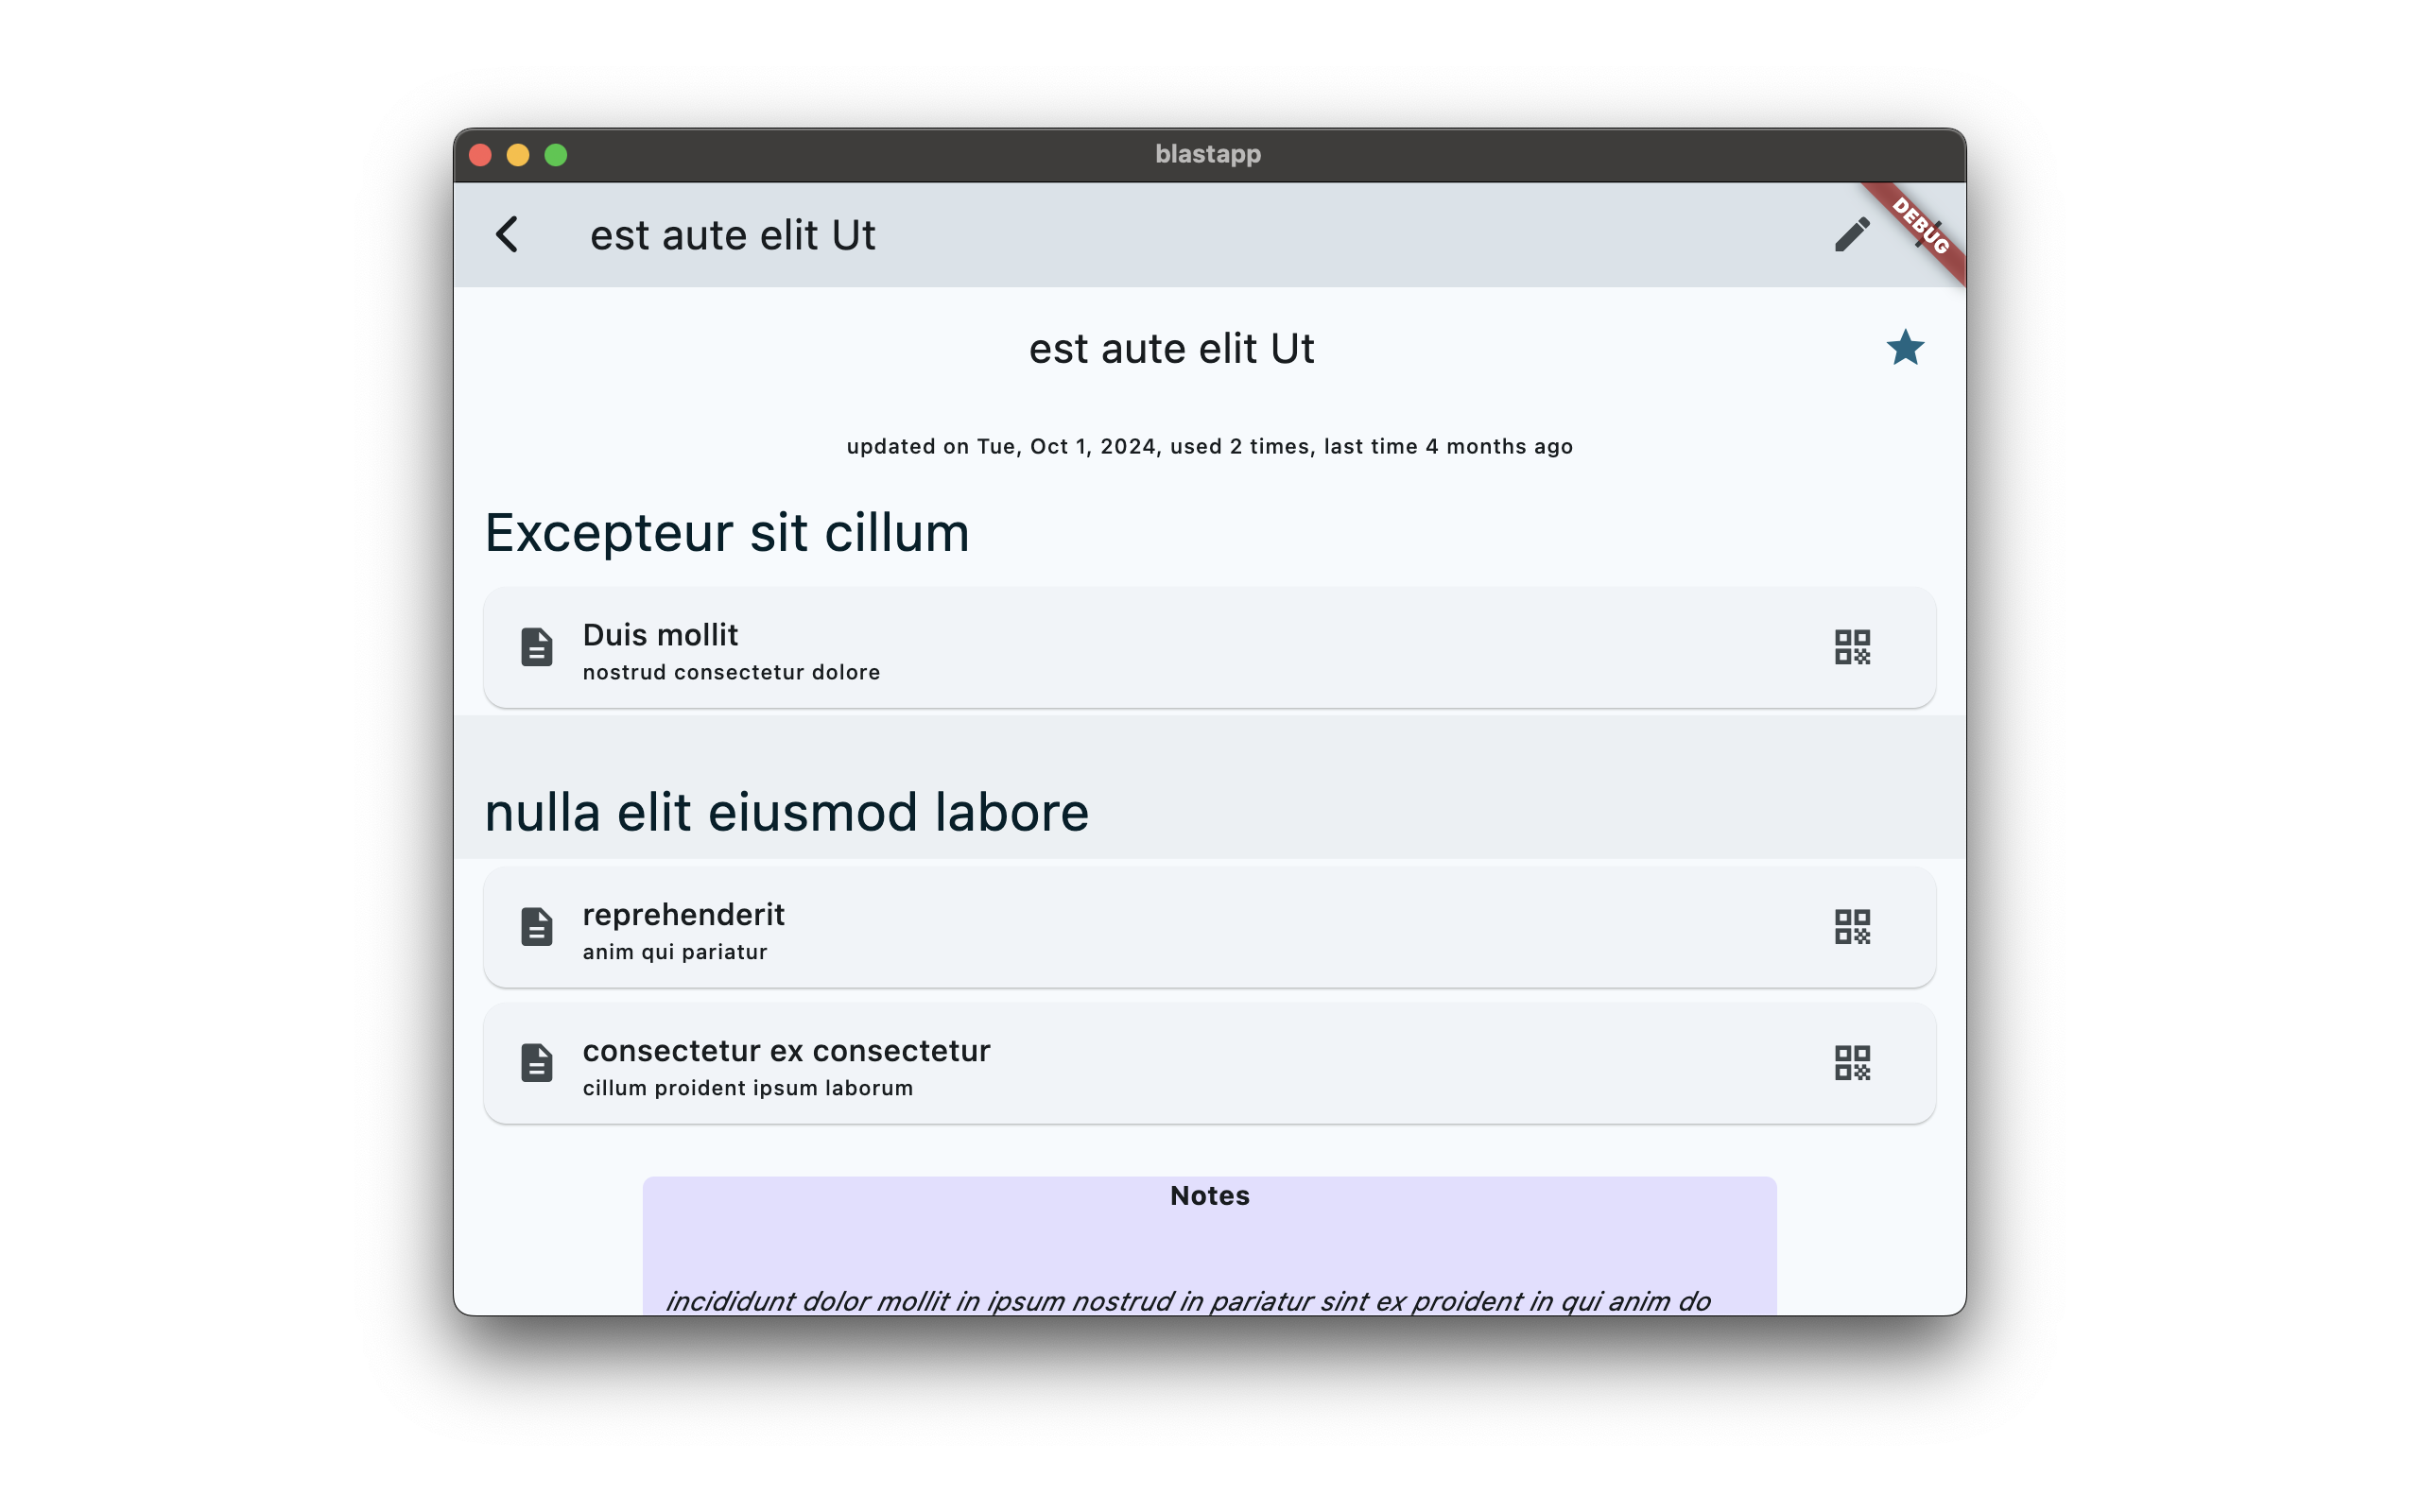 blastapp
est aute elit Ut
DEBUG
est aute elit Ut
updated on Tue, Oct 1, 2024, used 2 times, last time 4 months ago
Excepteur sit cillum
Duis mollit
nostrud consectetur dolore
nulla elit eiusmod labore
reprehenderit
anim qui pariatur
consectetur ex consectetur
cillum proident ipsum laborum
Notes
incididunt dolor mollit in ipsum nostrud in pariatur sint ex proident in qui anim do